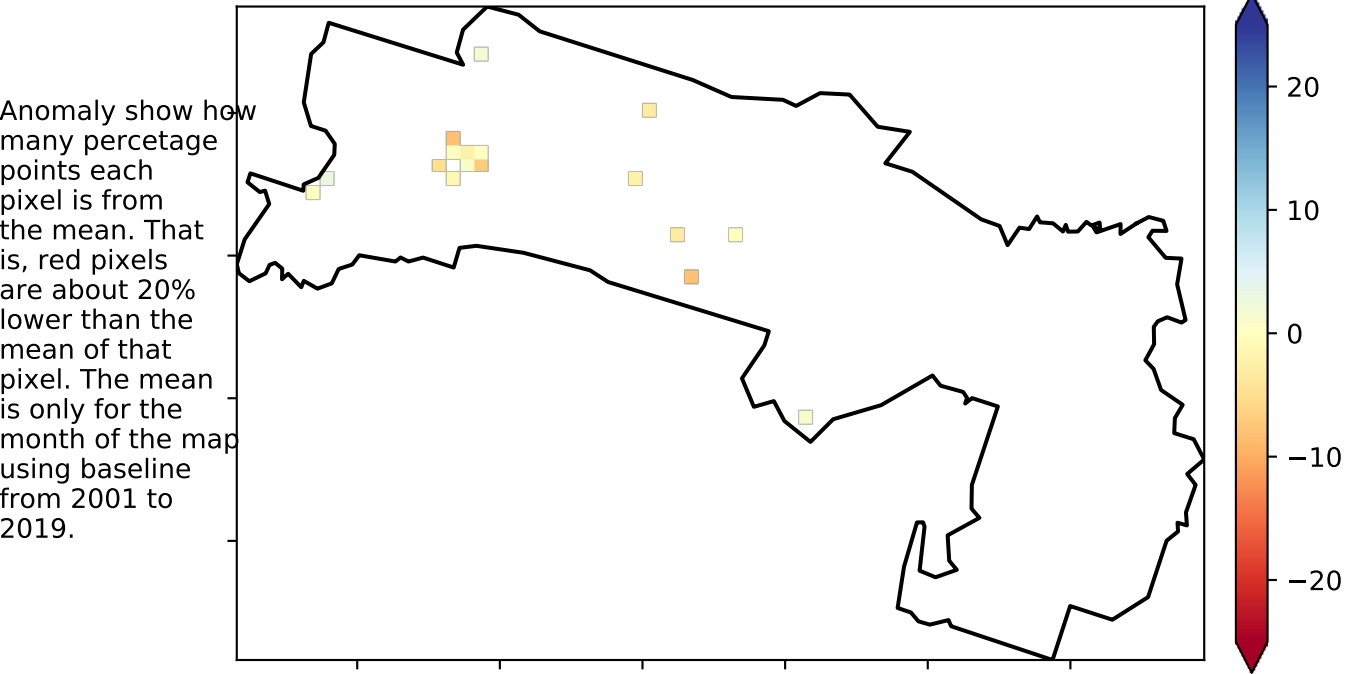 Anomaly show how
many percetage
points each
pixel is from
the mean. That
is, red pixels
are about 20%
lower than the
mean of that
pixel. The mean
is only for the
month of the map
using baseline
from 2001 to
2019.
20
10
0
−10
−20